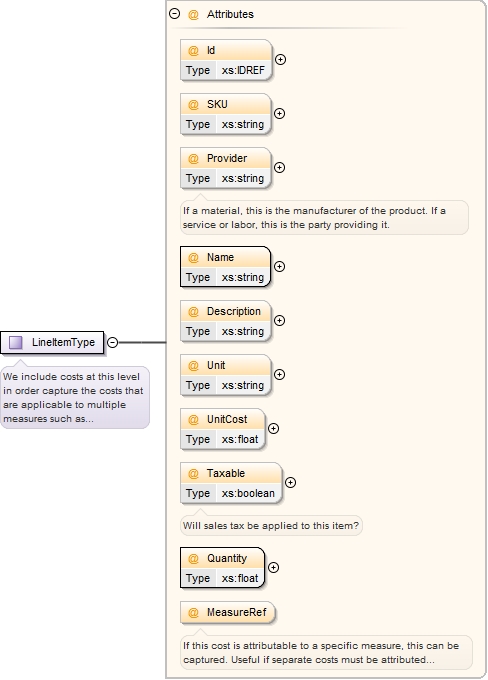 Attributes
@ Id
Type xs:IDREF
@ SKU
Type xs:string
@ Provider
Type xs:string
If a material, this is the manufacturer of the product. If a
service or labor, this is the party providing it.
@ Name
Type xs:string
@ Description
Type xs:string
LineItemType
We include costs at this level
in order capture the costs that
are applicable to multiple
measures such as...
@ Unit
Type xs:string
@ UnitCost
Type xs:float
@ Taxable
Type xs:boolean
Will sales tax be applied to this item?
@ Quantity
Type xs:float
@ MeasureRef
If this cost is attributable to a specific measure, this can be
captured. Useful if separate costs must be attributed...